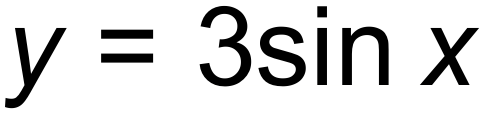 y = 3sin x